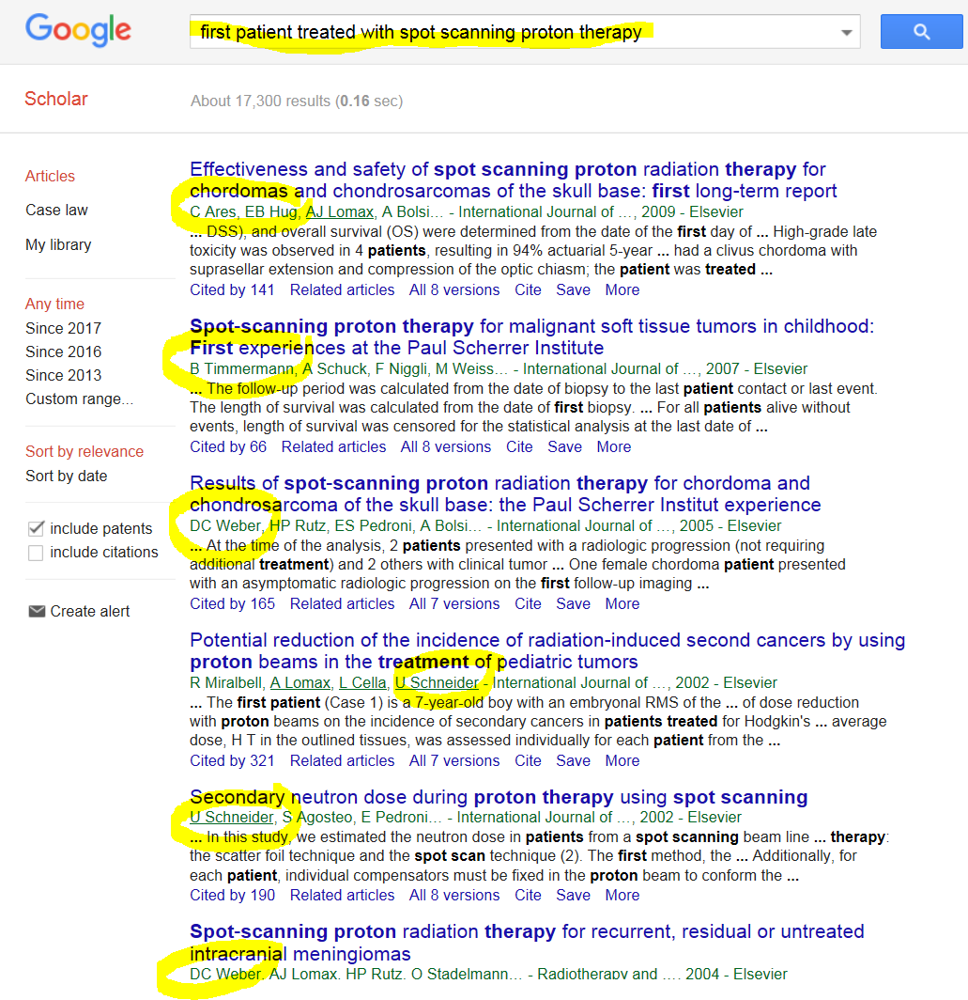 Google
first patient treated with spot scanning proton therapy
Scholar
About 17,300 results (0.16 sec)
Articles
Case law
My library
Any time
Since 2017
Since 2016
Since 2013
Custom range...
Sort by relevance
Sort by date
include patents
include citations
Create alert
Effectiveness and safety of spot scanning proton radiation therapy for
chordomas and chondrosarcomas of the skull base: first long-term report
C Ares, EB Hug, AJ Lomax, A Bolsi… - International Journal of …, 2009 - Elsevier
... DSS), and overall survival (OS) were determined from the date of the first day of ... High-grade late
toxicity was observed in 4 patients, resulting in 94% actuarial 5-year ... had a clivus chordoma with
suprasellar extension and compression of the optic chiasm; the patient was treated ...
Cited by 141 Related articles All 8 versions Cite Save More
Spot-scanning proton therapy for malignant soft tissue tumors in childhood:
First experiences at the Paul Scherrer Institute
B Timmermann, A Schuck, F Niggli, M Weiss… - International Journal of …, 2007 - Elsevier
... The follow-up period was calculated from the date of biopsy to the last patient contact or last event.
The length of survival was calculated from the date of first biopsy. ... For all patients alive without
events, length of survival was censored for the statistical analysis at the last date of ...
Cited by 66 Related articles All 8 versions Cite Save More
Results of spot-scanning proton radiation therapy for chordoma and
chondrosarcoma of the skull base: the Paul Scherrer Institut experience
DC Weber, HP Rutz, ES Pedroni, A Bolsi… - International Journal of …, 2005 - Elsevier
... At the time of the analysis, 2 patients presented with a radiologic progression (not requiring
additional treatment) and 2 others with clinical tumor ... One female chordoma patient presented
with an asymptomatic radiologic progression on the first follow-up imaging ...
Cited by 165 Related articles All 7 versions Cite Save More
Potential reduction of the incidence of radiation-induced second cancers by using
proton beams in the treatment of pediatric tumors
R Miralbell, A Lomax, L Cella, U Schneider - International Journal of …, 2002 - Elsevier
... The first patient (Case 1) is a 7-year-old boy with an embryonal RMS of the ... of dose reduction
with proton beams on the incidence of secondary cancers in patients treated for Hodgkin's ... average
dose, H T in the outlined tissues, was assessed individually for each patient from the ...
Cited by 321 Related articles All 7 versions Cite Save More
Secondary neutron dose during proton therapy using spot scanning
U Schneider, S Agosteo, E Pedroni… - International Journal of …, 2002 - Elsevier
... In this study, we estimated the neutron dose in patients from a spot scanning beam line ... therapy:
the scatter foil technique and the spot scan technique (2). The first method, the ... Additionally, for
each patient, individual compensators must be fixed in the proton beam to conform the ...
Cited by 190 Related articles All 8 versions Cite Save More
Spot-scanning proton radiation therapy for recurrent, residual or untreated
intracranial meningiomas
DC Weber, AJ Lomax, HP Rutz, O Stadelmann… - Radiotherapy and …, 2004 - Elsevier